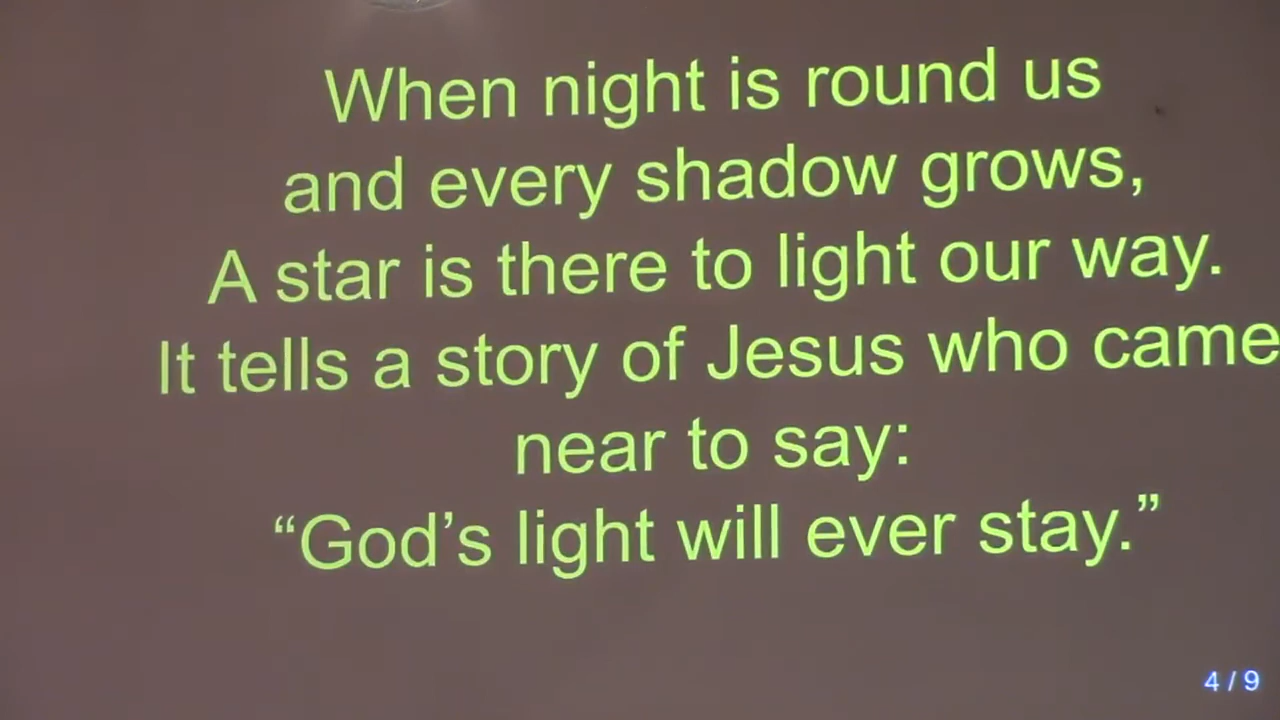 When night is round us
and every shadow grows,
A star is there to light our way.
It tells a story of Jesus who came
near to say:
“God’s light will ever stay.”
4 / 9